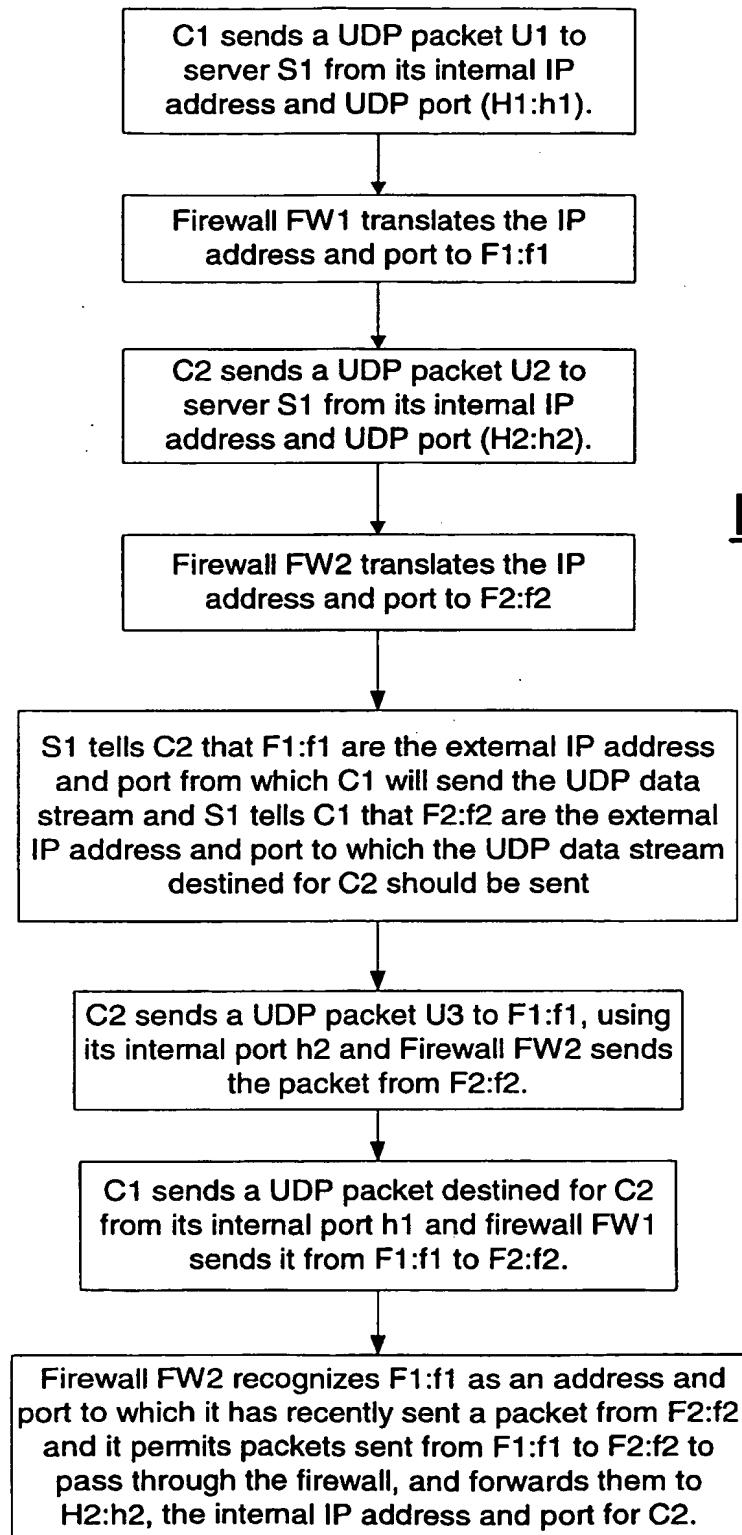 C1 sends a UDP packet U1 to
server S1 from its internal IP
address and UDP port (H1:h1).
Firewall FW1 translates the IP
address and port to F1:f1
C2 sends a UDP packet U2 to
server S1 from its internal IP
address and UDP port (H2:h2).
Firewall FW2 translates the IP
address and port to F2:f2
S1 tells C2 that F1:f1 are the external IP address
and port from which C1 will send the UDP data
stream and S1 tells C1 that F2:f2 are the external
IP address and port to which the UDP data stream
destined for C2 should be sent
C2 sends a UDP packet U3 to F1:f1, using
its internal port h2 and Firewall FW2 sends
the packet from F2:f2.
C1 sends a UDP packet destined for C2
from its internal port h1 and firewall FW1
sends it from F1:f1 to F2:f2.
Firewall FW2 recognizes F1:f1 as an address and
port to which it has recently sent a packet from F2:f2
and it permits packets sent from F1:f1 to F2:f2 to
pass through the firewall, and forwards them to
H2:h2, the internal IP address and port for C2.